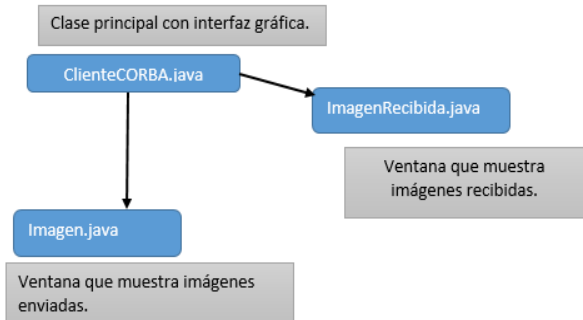 Clase principal con interfaz gráfica.
ClienteCORBA.java
ImagenRecibida.java
Ventana que muestra
imágenes recibidas.
Imagen.java
Ventana que muestra imágenes
enviadas.